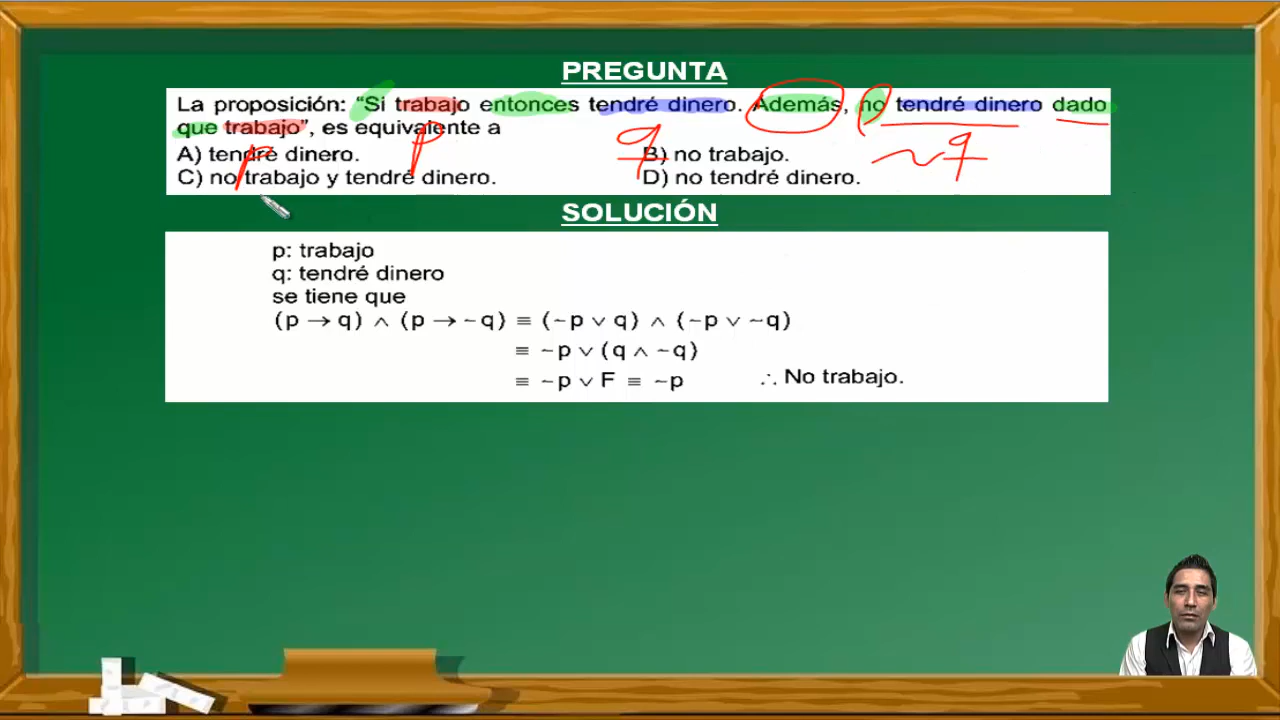 PREGUNTA
La proposición: "Si trabajo entonces tendré dinero. Además, no tendré dinero dado
que trabajo", es equivalente a
p q ~q
A) tendré dinero. B) no trabajo.
p
C) no trabajo y tendré dinero. D) no tendré dinero.
SOLUCIÓN
p: trabajo
q: tendré dinero
se tiene que
(p → q) ∧ (p → ~q) ≡ (~p ∨ q) ∧ (~p ∨ ~q)
≡ ~p ∨ (q ∧ ~q)
≡ ~p ∨ F ≡ ~p ∴ No trabajo.